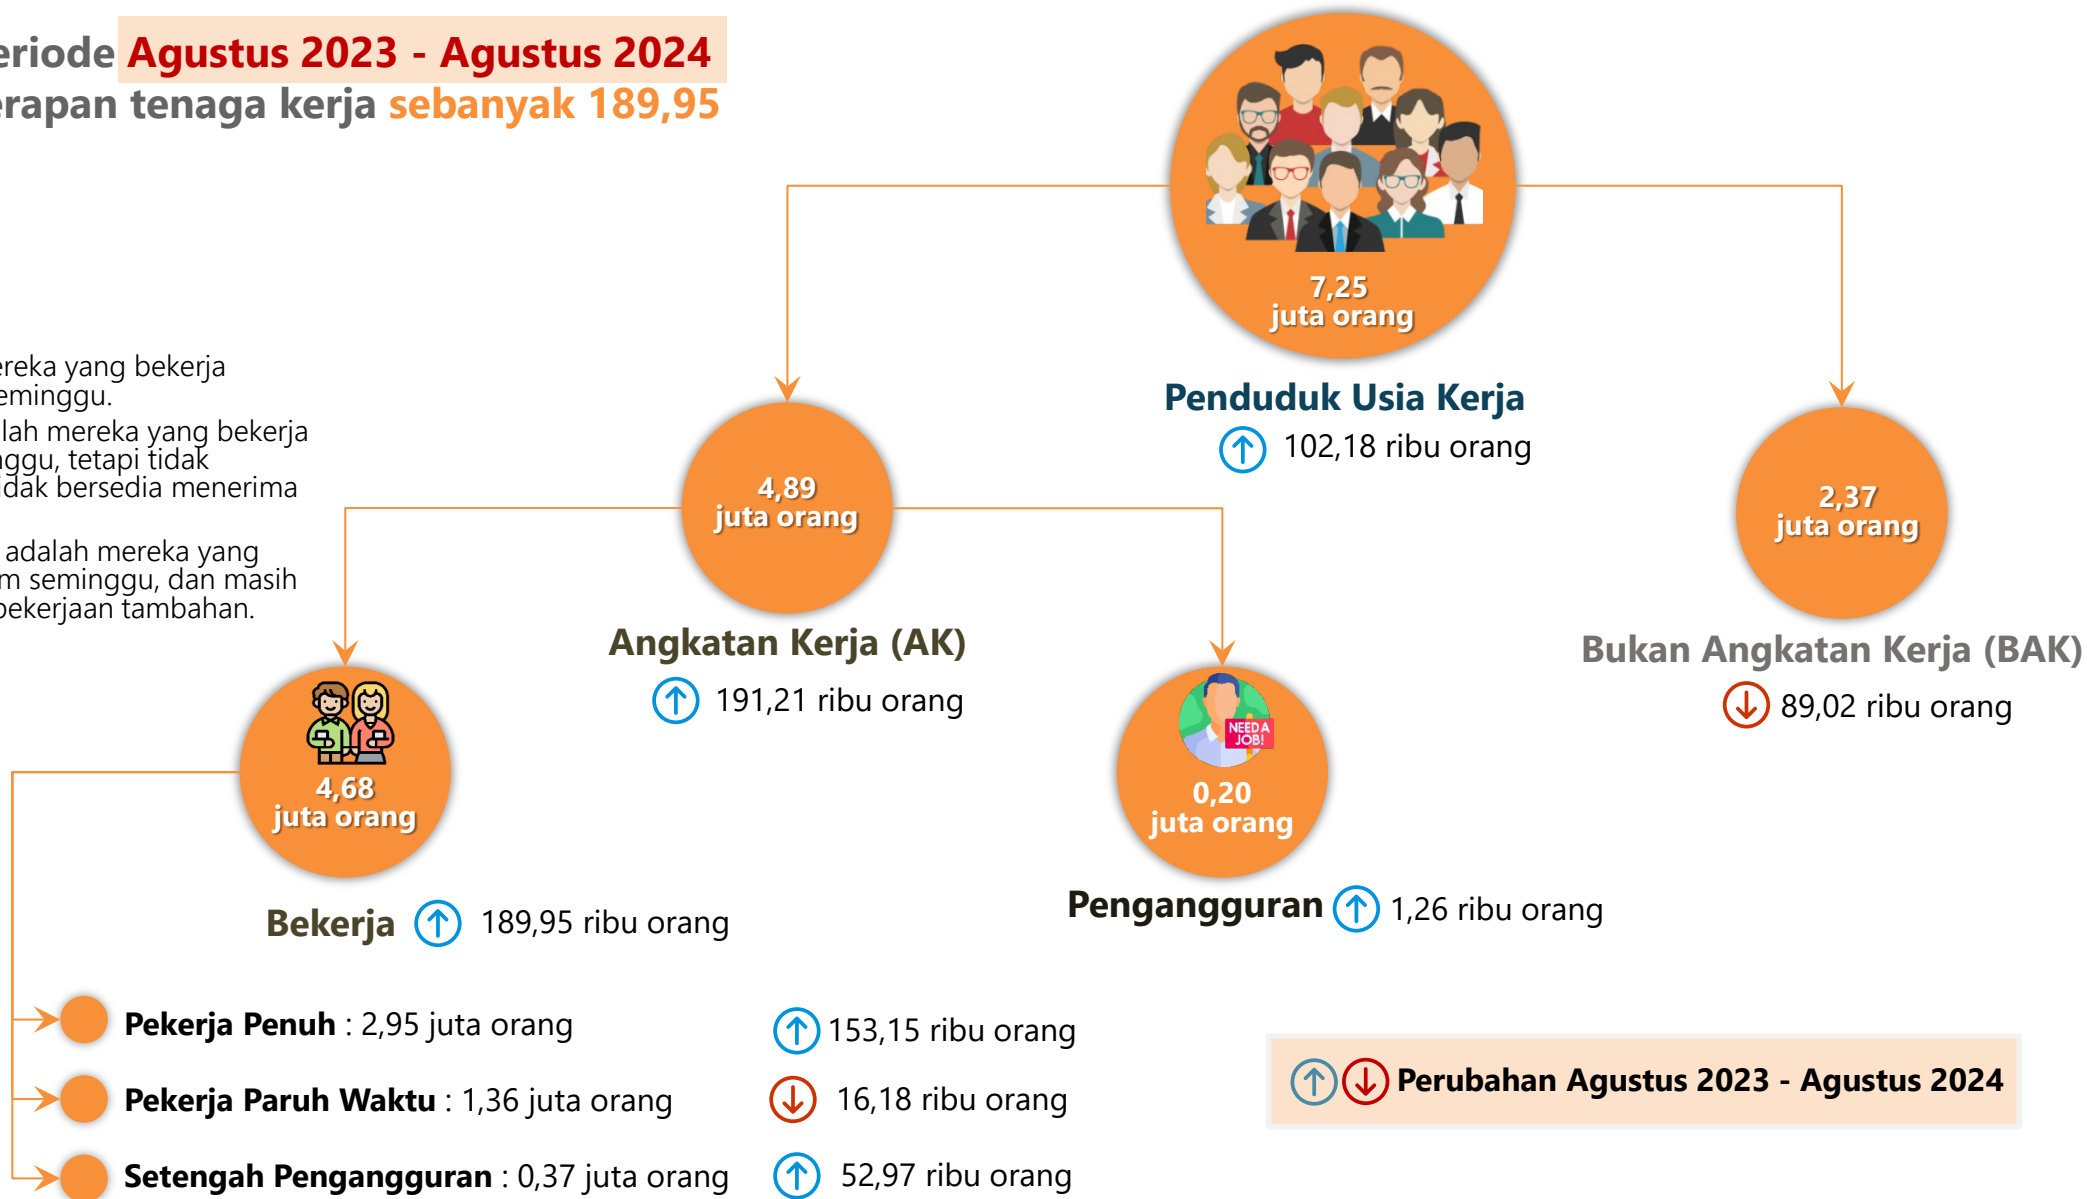 eriode Agustus 2023 - Agustus 2024
erapan tenaga kerja sebanyak 189,95
7,25
juta orang
Penduduk Usia Kerja
102,18 ribu orang
ereka yang bekerja
eminggu.
lah mereka yang bekerja
nggu, tetapi tidak
idak bersedia menerima
adalah mereka yang
m seminggu, dan masih
pekerjaan tambahan.
4,89
juta orang
Angkatan Kerja (AK)
191,21 ribu orang
2,37
juta orang
Bukan Angkatan Kerja (BAK)
89,02 ribu orang
4,68
juta orang
Bekerja 189,95 ribu orang
NEED A
JOB!
0,20
juta orang
Pengangguran 1,26 ribu orang
Pekerja Penuh : 2,95 juta orang 153,15 ribu orang
Pekerja Paruh Waktu : 1,36 juta orang 16,18 ribu orang
Setengah Pengangguran : 0,37 juta orang 52,97 ribu orang
Perubahan Agustus 2023 - Agustus 2024